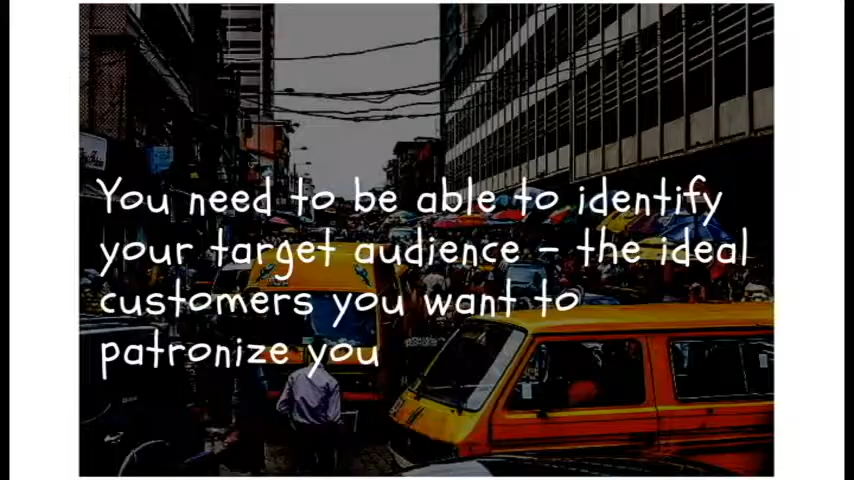 You need to be able to identify
your target audience – the ideal
customers you want to
patronize you